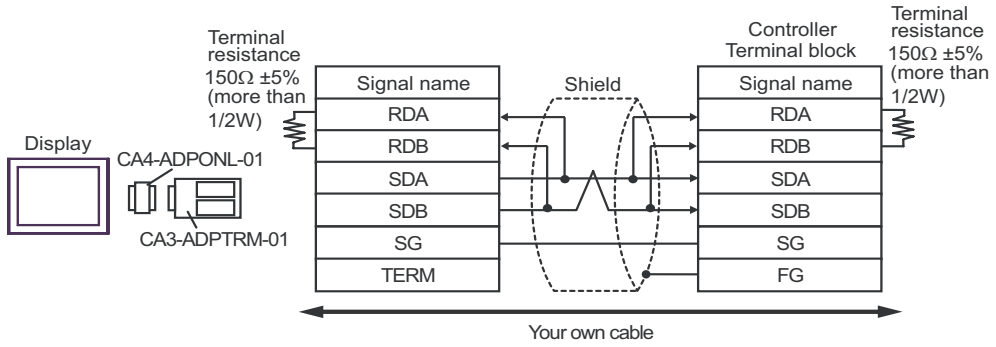 Terminal
resistance
150Ω ±5%
(more than
1/2W)
Display
CA4-ADPONL-01
CA3-ADPTRM-01
Signal name
RDA
RDB
SDA
SDB
SG
TERM
Shield
Controller
Terminal block
Signal name
RDA
RDB
SDA
SDB
SG
FG
Terminal
resistance
150Ω ±5%
(more than
1/2W)
Your own cable